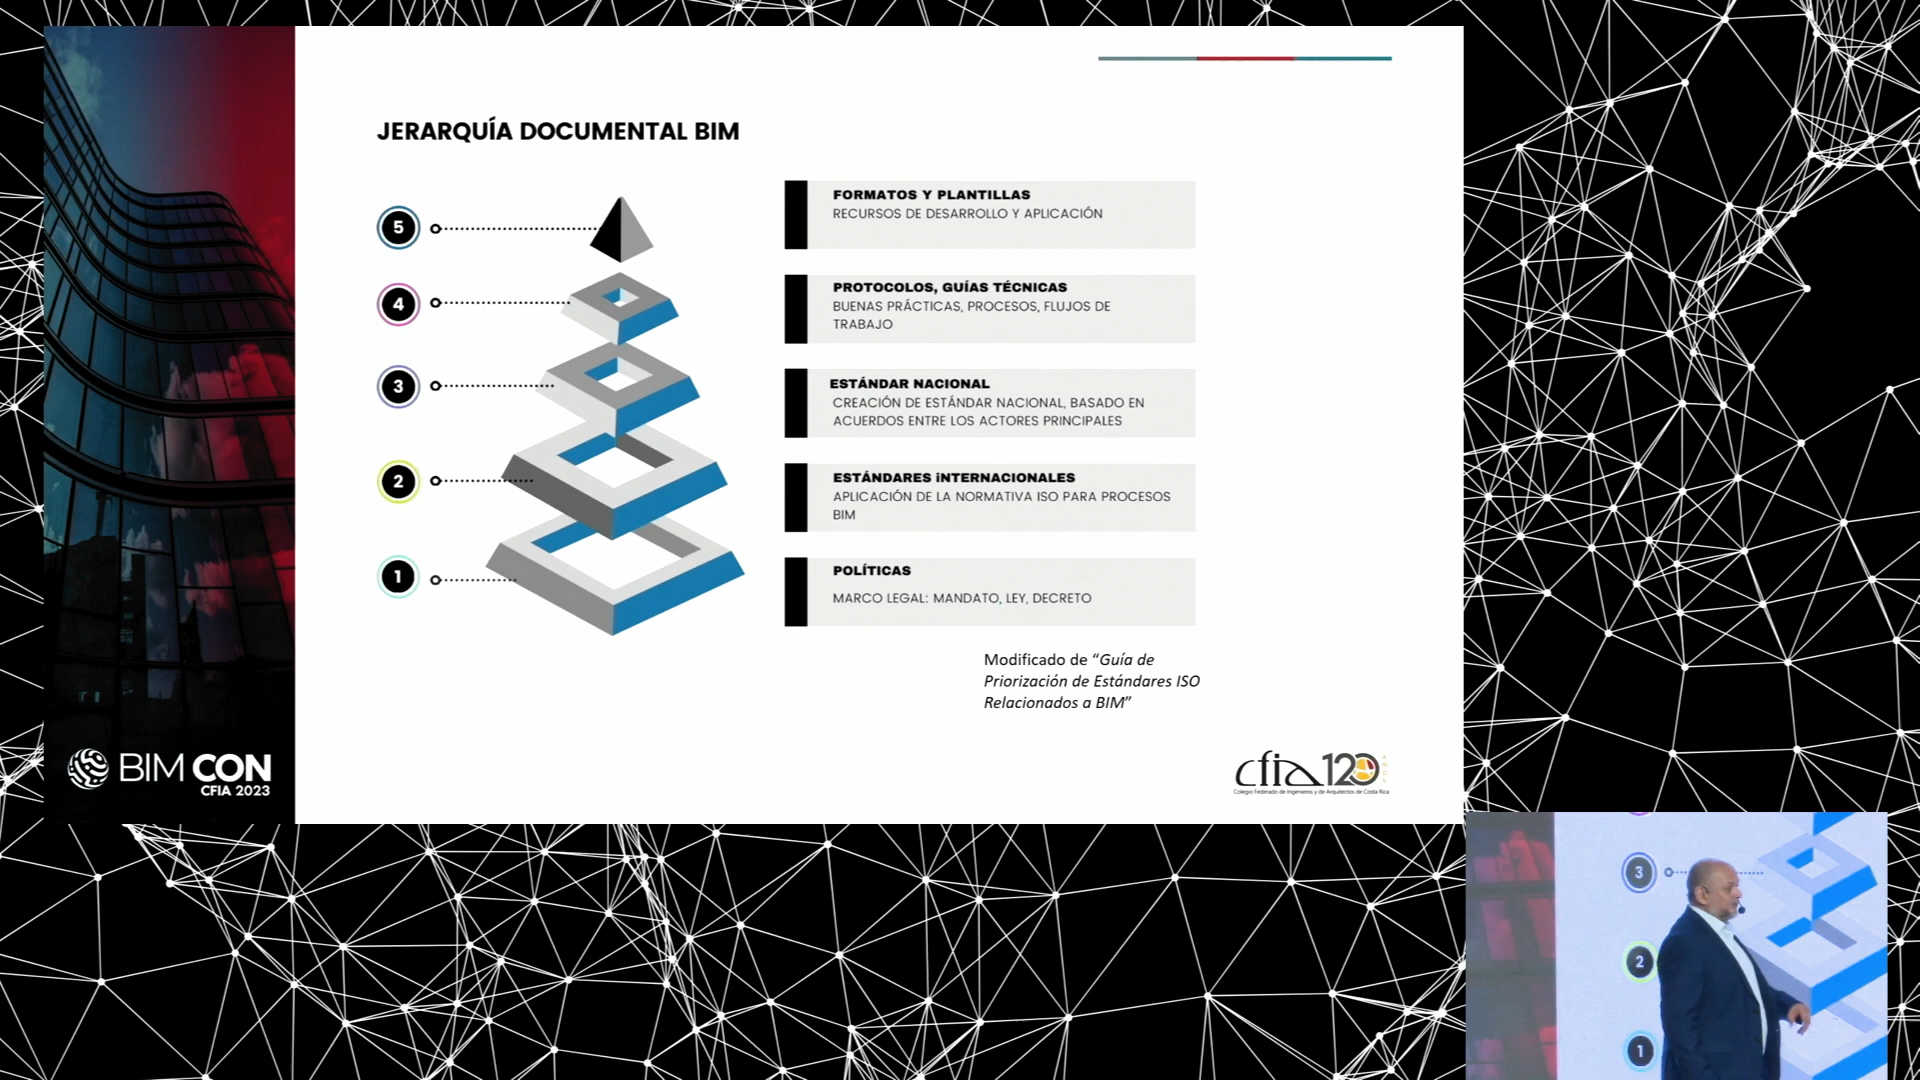 JERARQUÍA DOCUMENTAL BIM
5
FORMATOS Y PLANTILLAS
RECURSOS DE DESARROLLO Y APLICACIÓN
4
PROTOCOLOS, GUÍAS TÉCNICAS
BUENAS PRÁCTICAS, PROCESOS, FLUJOS DE
TRABAJO
3
ESTÁNDAR NACIONAL
CREACIÓN DE ESTÁNDAR NACIONAL, BASADO EN
ACUERDOS ENTRE LOS ACTORES PRINCIPALES
2
ESTÁNDARES iNTERNACIONALES
APLICACIÓN DE LA NORMATIVA ISO PARA PROCESOS
BIM
1
POLÍTICAS
MARCO LEGAL: MANDATO, LEY, DECRETO
Modificado de “Guía de
Priorización de Estándares ISO
Relacionados a BIM”
BIM CON
CFIA 2023
cfia 120
Colegio Federado de Ingenieros y de Arquitectos de Costa Rica
3
2
1